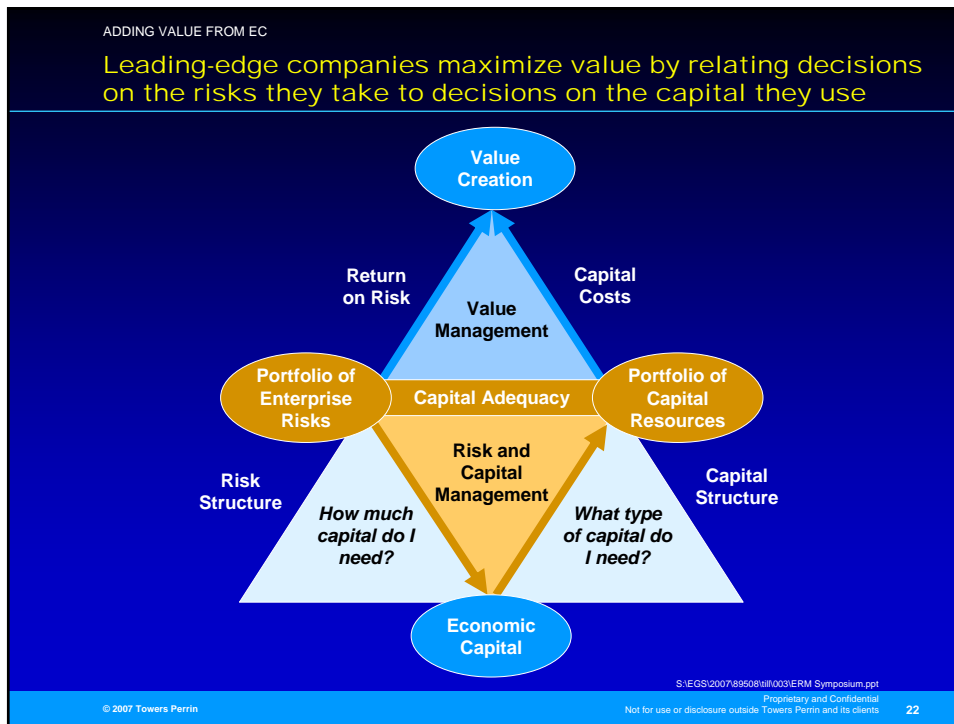 ADDING VALUE FROM EC
Leading-edge companies maximize value by relating decisions
on the risks they take to decisions on the capital they use
Value
Creation
Return
on Risk
Capital
Costs
Value
Management
Portfolio of
Enterprise
Risks
Capital Adequacy
Portfolio of
Capital
Resources
Risk and
Capital
Management
Risk
Structure
Capital
Structure
How much
capital do I
need?
What type
of capital do
I need?
Economic
Capital
S:\EGS\2007\89508\till\003\ERM Symposium.ppt
© 2007 Towers Perrin
Proprietary and Confidential
Not for use or disclosure outside Towers Perrin and its clients
22